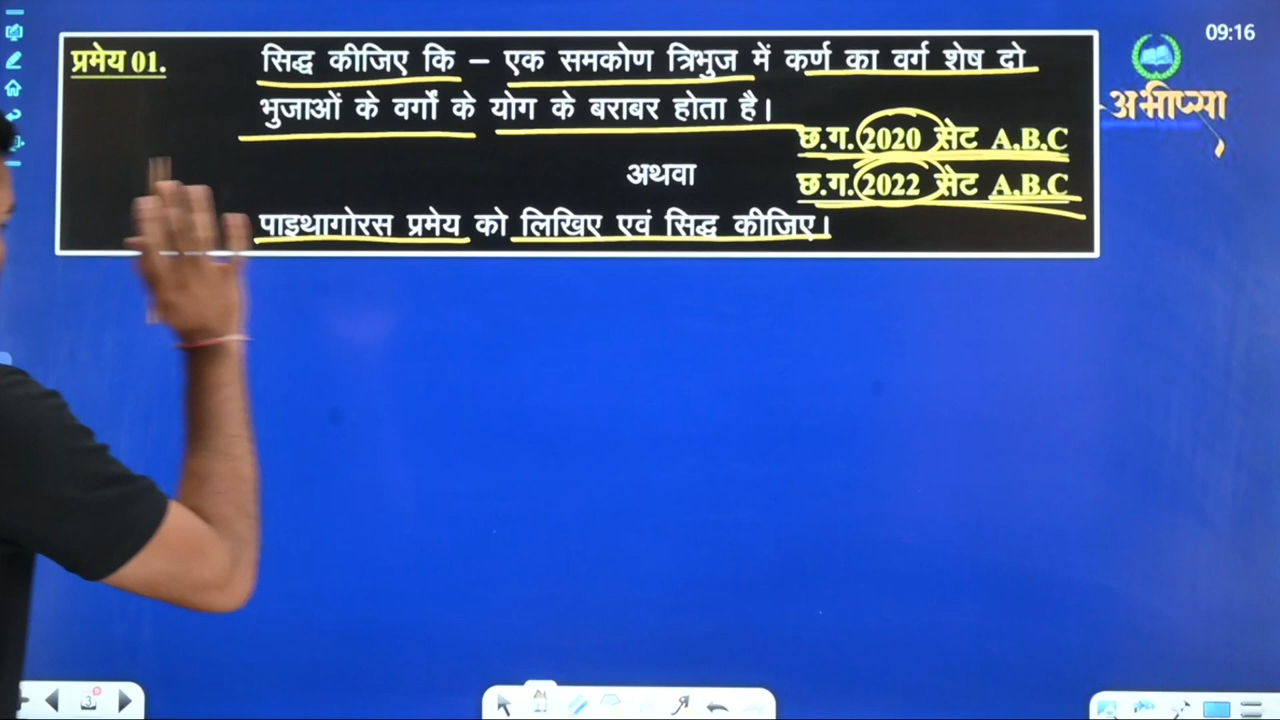 09:16
प्रमेय 01. सिद्ध कीजिए कि – एक समकोण त्रिभुज में कर्ण का वर्ग शेष दो
भुजाओं के वर्गों के योग के बराबर होता है।
छ.ग. 2020 सेट A,B,C
अथवा
छ.ग. 2022 सेट A,B,C
पाइथागोरस प्रमेय को लिखिए एवं सिद्ध कीजिए।
अभीप्सा
3